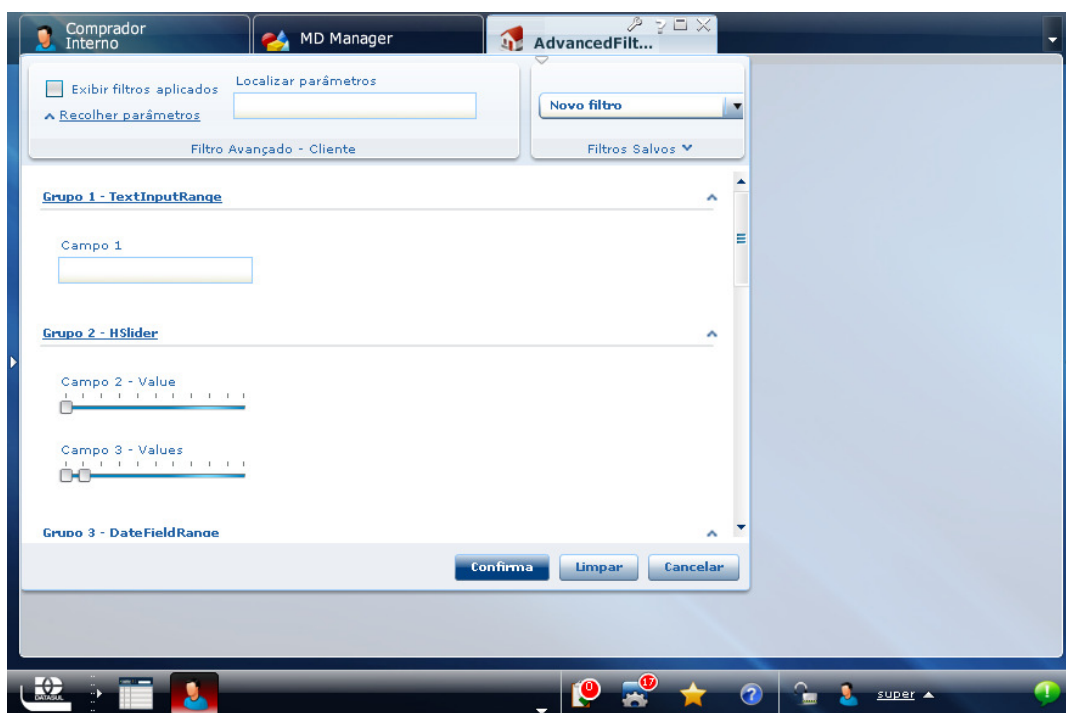 Comprador
Interno
MD Manager
AdvancedFilt...
Exibir filtros aplicados
Localizar parâmetros
Recolher parâmetros
Novo filtro
Filtro Avançado - Cliente
Filtros Salvos
Grupo 1 - TextInputRange
Campo 1
Grupo 2 - HSlider
Campo 2 - Value
Campo 3 - Values
Grupo 3 - DateFieldRange
Confirma
Limpar
Cancelar
DATASUL
0
17
?
super
!